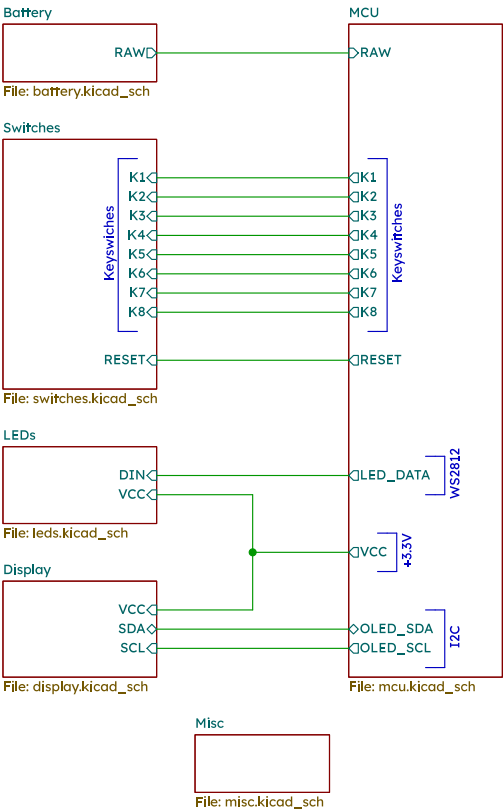 Battery
RAW
File: battery.kicad_sch
Switches
Keyswiches
K1
K2
K3
K4
K5
K6
K7
K8
RESET
File: switches.kicad_sch
LEDs
DIN
VCC
File: leds.kicad_sch
Display
VCC
SDA
SCL
File: display.kicad_sch
MCU
RAW
K1
K2
K3
K4
K5
K6
K7
K8
Keyswitches
RESET
LED_DATA
WS2812
VCC
+3.3V
OLED_SDA
OLED_SCL
I2C
File: mcu.kicad_sch
Misc
File: misc.kicad_sch